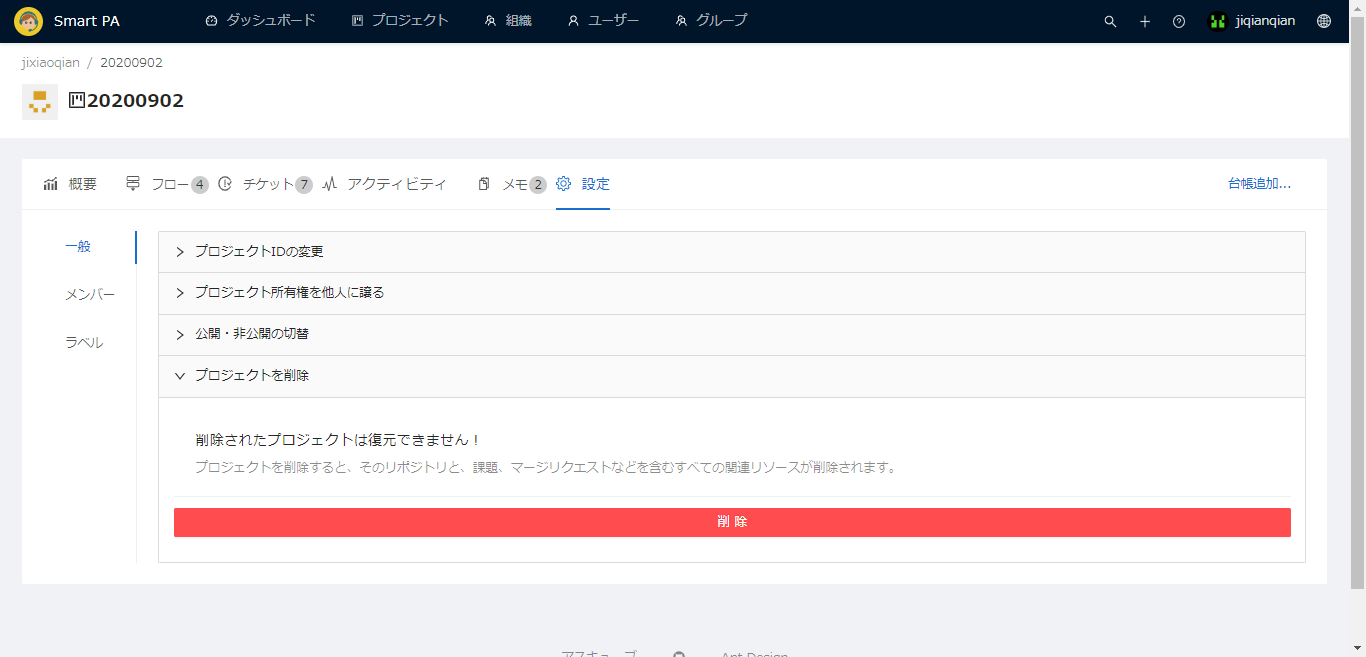 Smart PA ダッシュボード プロジェクト 組織 ユーザー グループ jiqianqian
jixiaoqian / 20200902
20200902
概要 フロー 4 チケット 7 アクティビティ メモ 2 設定 台帳追加...
一般
メンバー
ラベル
プロジェクトIDの変更
プロジェクト所有権を他人に譲る
公開・非公開の切替
プロジェクトを削除
削除されたプロジェクトは復元できません！
プロジェクトを削除すると、そのリポジトリと、課題、マージリクエストなどを含むすべての関連リソースが削除されます。
削 除
アスキューブ Ant Design